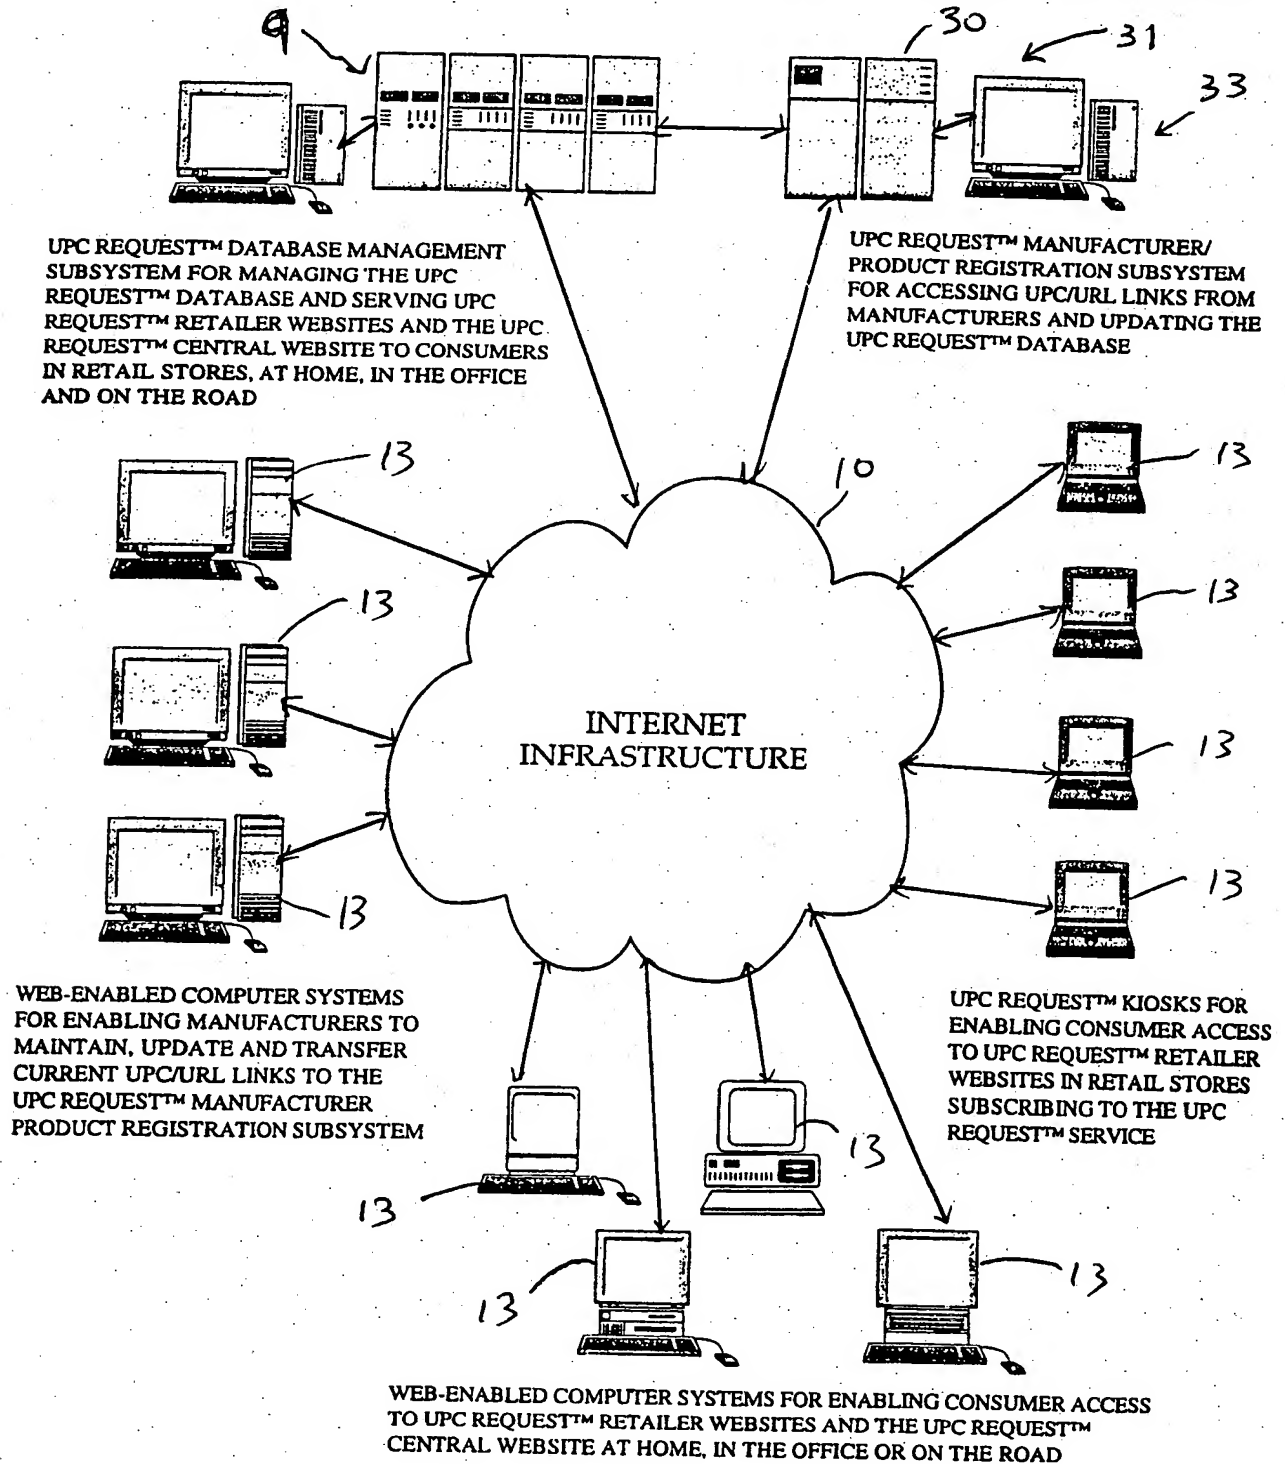 9
30
31
33
UPC REQUEST™ DATABASE MANAGEMENT
SUBSYSTEM FOR MANAGING THE UPC
REQUEST™ DATABASE AND SERVING UPC
REQUEST™ RETAILER WEBSITES AND THE UPC
REQUEST™ CENTRAL WEBSITE TO CONSUMERS
IN RETAIL STORES, AT HOME, IN THE OFFICE
AND ON THE ROAD
UPC REQUEST™ MANUFACTURER/
PRODUCT REGISTRATION SUBSYSTEM
FOR ACCESSING UPC/URL LINKS FROM
MANUFACTURERS AND UPDATING THE
UPC REQUEST™ DATABASE
13
10
13
13
13
INTERNET
INFRASTRUCTURE
13
13
13
WEB-ENABLED COMPUTER SYSTEMS
FOR ENABLING MANUFACTURERS TO
MAINTAIN, UPDATE AND TRANSFER
CURRENT UPC/URL LINKS TO THE
UPC REQUEST™ MANUFACTURER
PRODUCT REGISTRATION SUBSYSTEM
UPC REQUEST™ KIOSKS FOR
ENABLING CONSUMER ACCESS
TO UPC REQUEST™ RETAILER
WEBSITES IN RETAIL STORES
SUBSCRIBING TO THE UPC
REQUEST™ SERVICE
13
13
13
13
WEB-ENABLED COMPUTER SYSTEMS FOR ENABLING CONSUMER ACCESS
TO UPC REQUEST™ RETAILER WEBSITES AND THE UPC REQUEST™
CENTRAL WEBSITE AT HOME, IN THE OFFICE OR ON THE ROAD